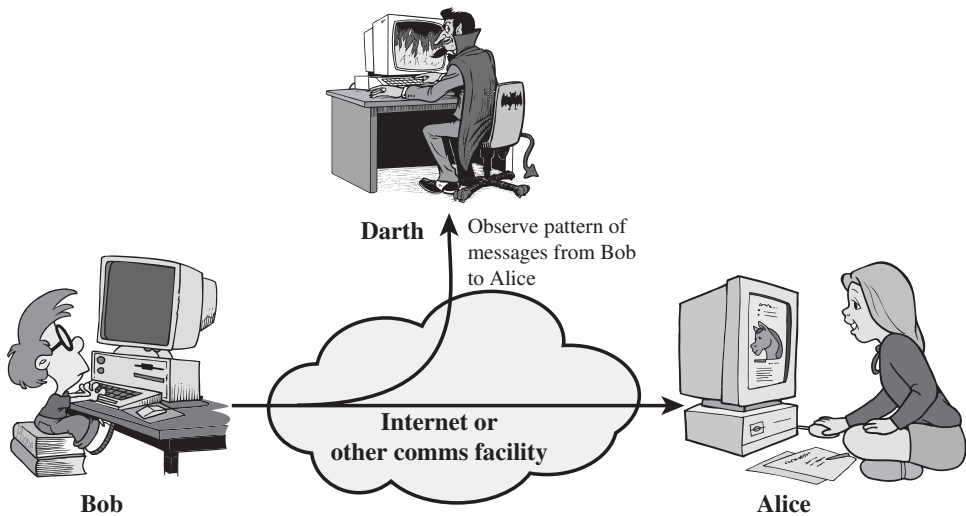 Darth
Observe pattern of
messages from Bob
to Alice
Internet or
other comms facility
Bob
Alice